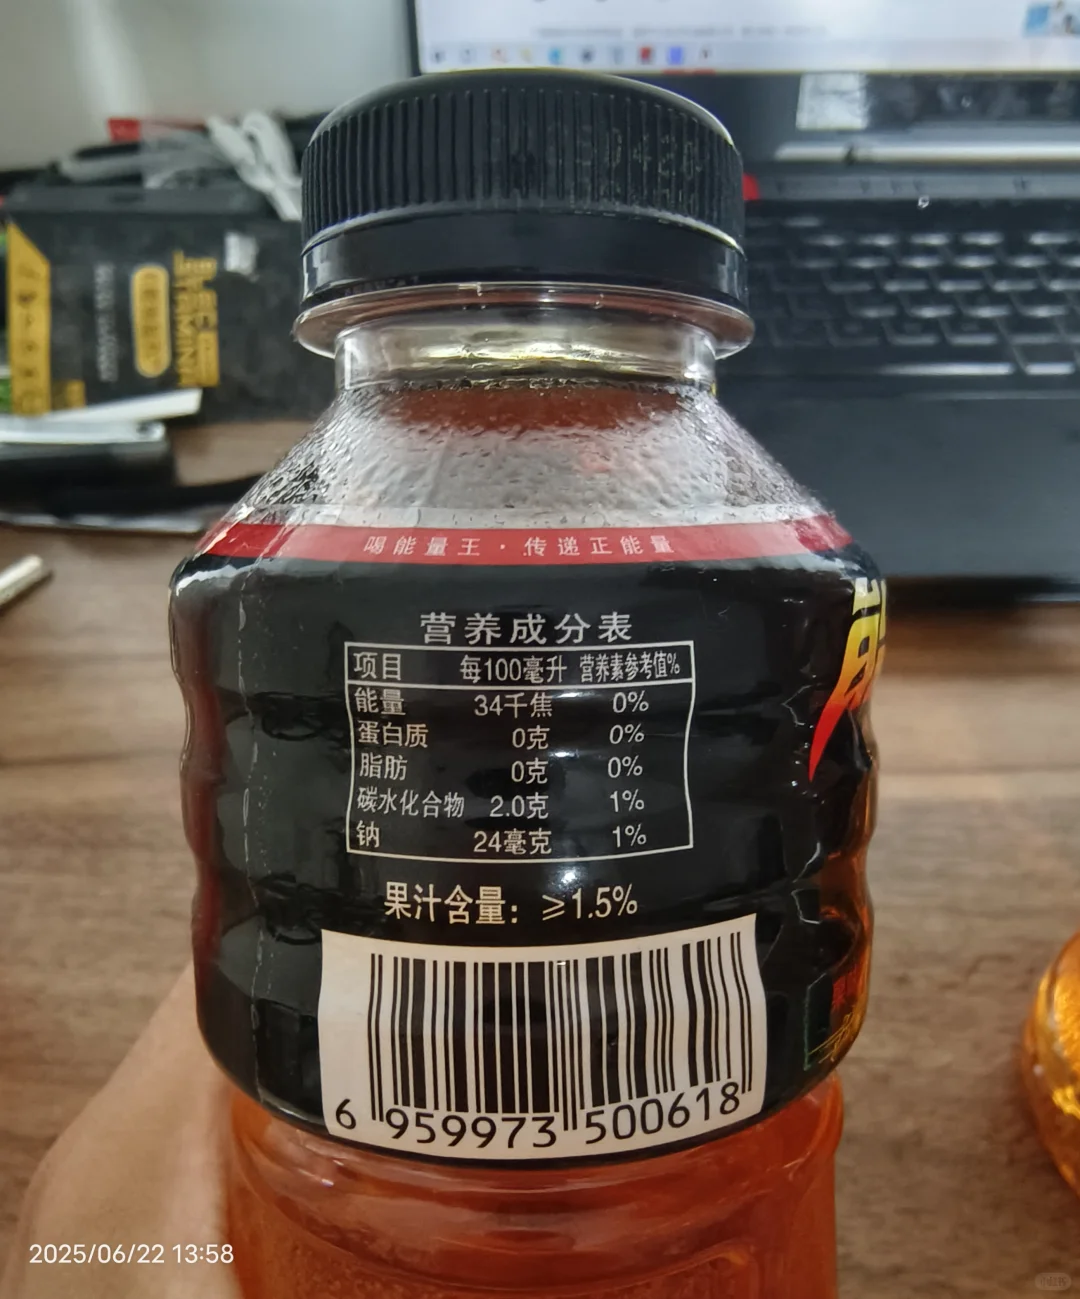 喝能量王·传递正能量
营养成分表
项目 每100毫升 营养素参考值%
能量 34千焦 0%
蛋白质 0克 0%
脂肪 0克 0%
碳水化合物 2.0克 1%
钠 24毫克 1%
果汁含量：≥1.5%
6 959973 500618
2025/06/22 13:58
小红书